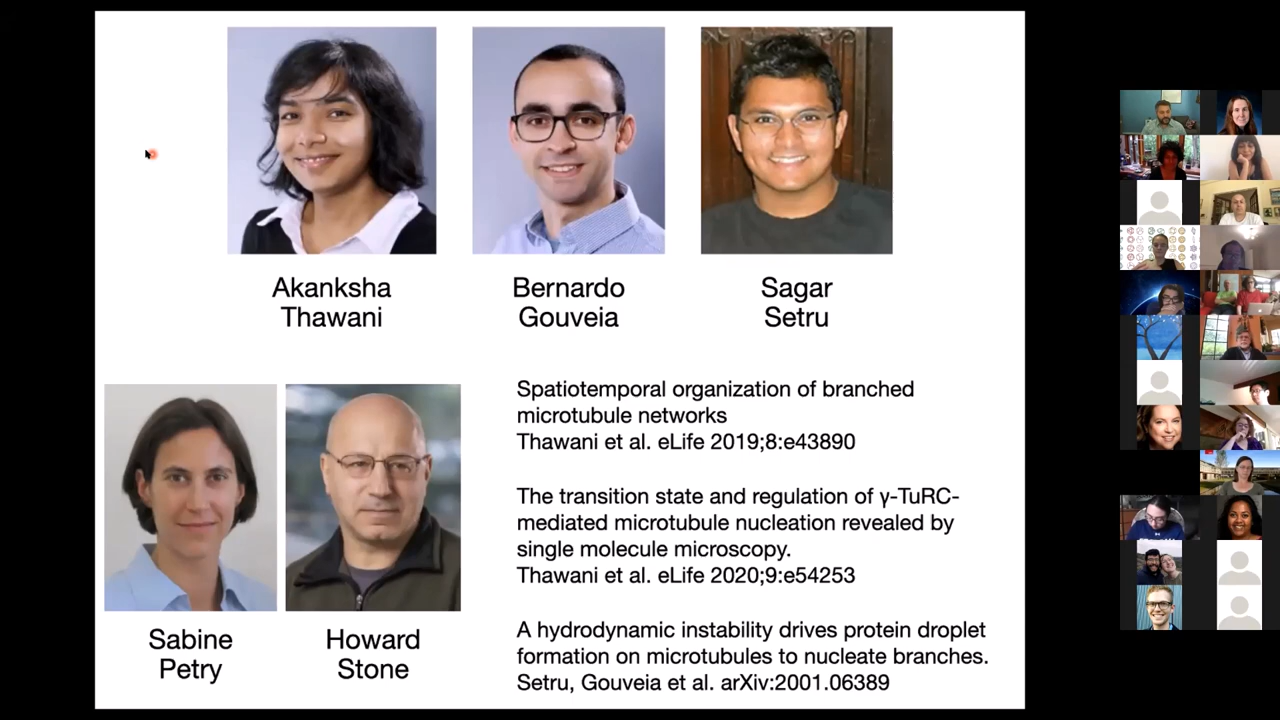 Akanksha
Thawani
Bernardo
Gouveia
Sagar
Setru
Sabine
Petry
Howard
Stone
Spatiotemporal organization of branched
microtubule networks
Thawani et al. eLife 2019;8:e43890
The transition state and regulation of γ-TuRC-
mediated microtubule nucleation revealed by
single molecule microscopy.
Thawani et al. eLife 2020;9:e54253
A hydrodynamic instability drives protein droplet
formation on microtubules to nucleate branches.
Setru, Gouveia et al. arXiv:2001.06389